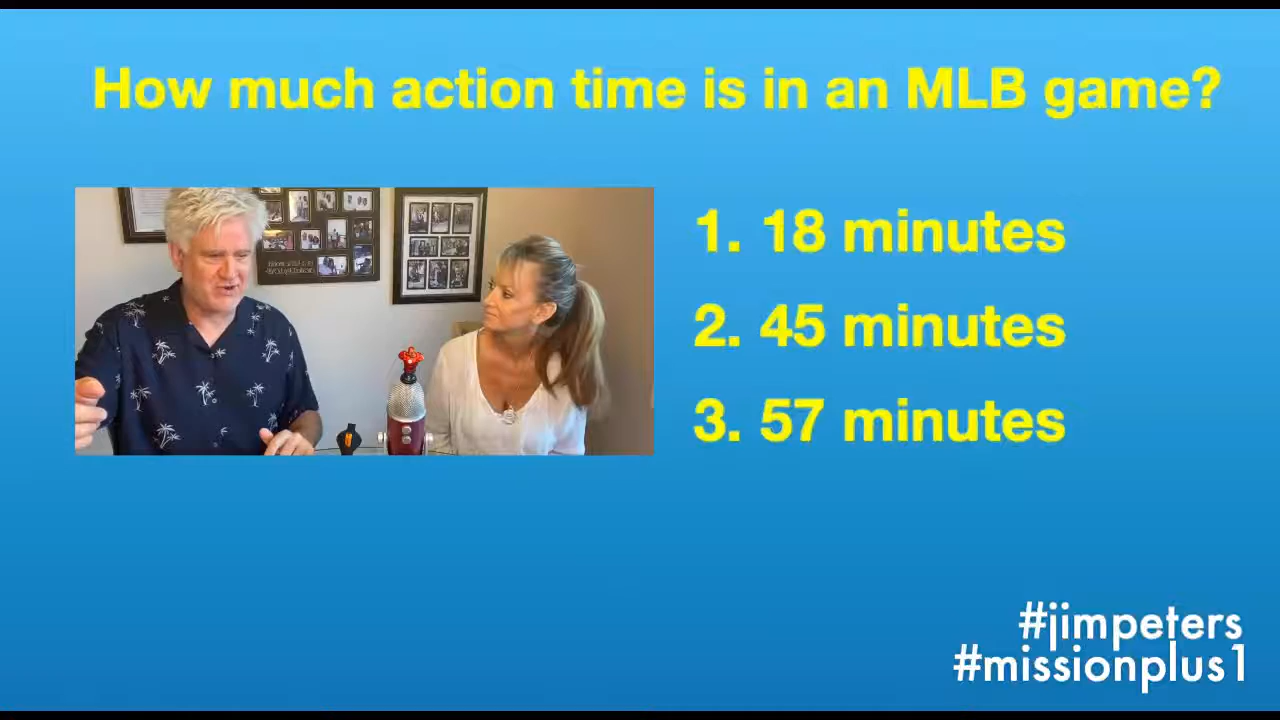 How much action time is in an MLB game?
1. 18 minutes
2. 45 minutes
3. 57 minutes
#jimpeters
#missionplus1